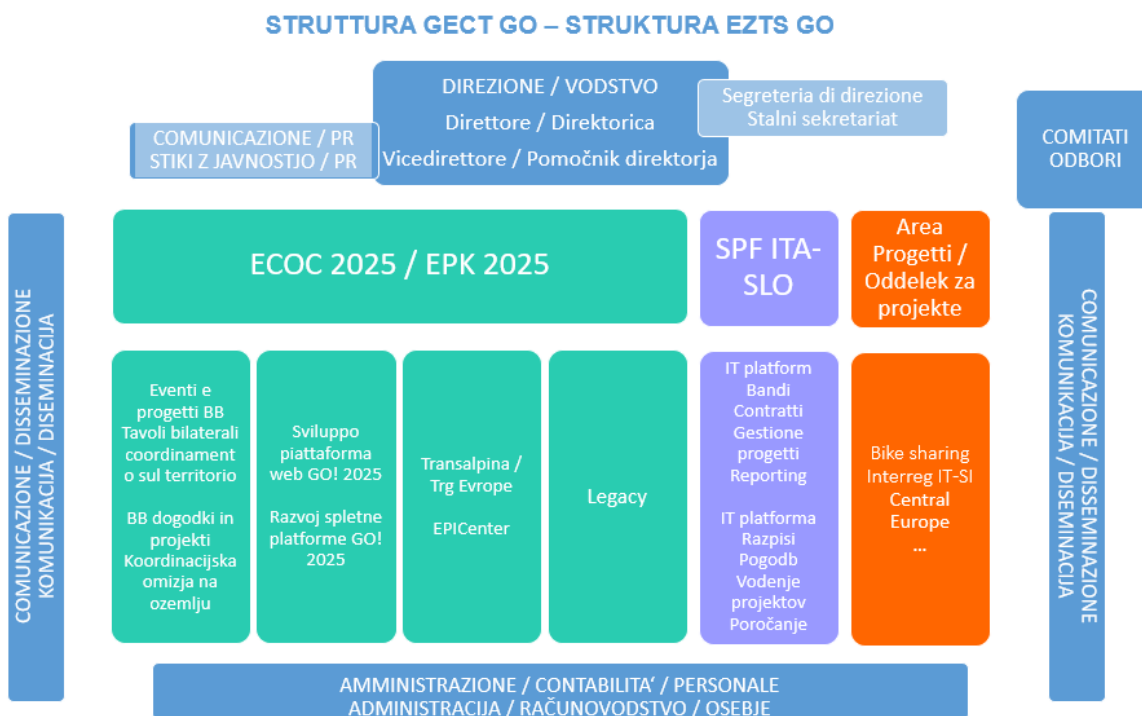 STRUTTURA GECT GO – STRUKTURA EZTS GO
DIREZIONE / VODSTVO
Direttore / Direktorica
Vicedirettore / Pomočnik direktorja
Segreteria di direzione
Stalni sekretariat
COMUNICAZIONE / PR
STIKI Z JAVNOSTJO / PR
COMITATI
ODBORI
COMUNICAZIONE / DISSEMINAZIONE
KOMUNIKACIJA / DISEMINACIJA
ECOC 2025 / EPK 2025
SPF ITA-
SLO
Area
Progetti /
Oddelek za
projekte
Eventi e
progetti BB
Tavoli bilaterali
coordinament
o sul territorio
BB dogodki in
projekti
Koordinacijska
omizja na
ozemlju
Sviluppo
piattaforma
web GO! 2025
Razvoj spletne
platforme GO!
2025
Transalpina /
Trg Evrope
EPICenter
Legacy
IT platform
Bandi
Contratti
Gestione
progetti
Reporting
IT platforma
Razpisi
Pogodb
Vodenje
projektov
Poročanje
Bike sharing
Interreg IT-SI
Central
Europe
...
COMUNICAZIONE / DISSEMINAZIONE
KOMUNIKACIJA / DISEMINACIJA
AMMINISTRAZIONE / CONTABILITA‘ / PERSONALE
ADMINISTRACIJA / RAČUNOVODSTVO / OSEBJE